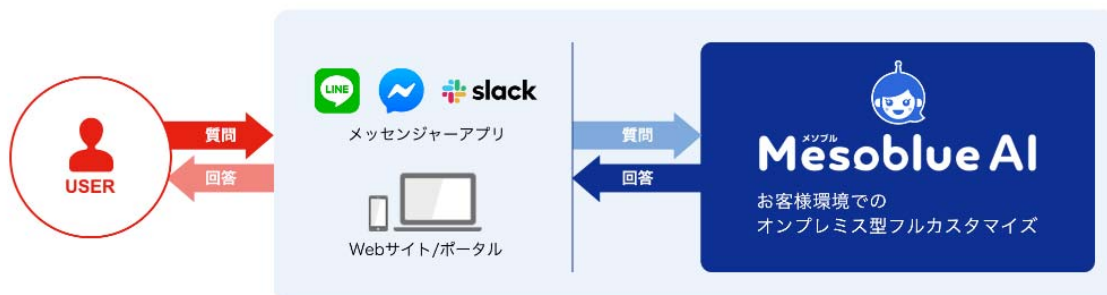 USER
質問
回答
LINE
slack
メッセンジャーアプリ
Webサイト/ポータル
質問
回答
メソブル
Mesoblue AI
お客様環境での
オンプレミス型フルカスタマイズ